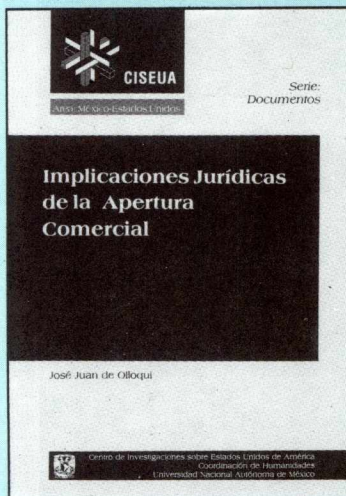 CISEUA
Área: México-Estados Unidos
Serie:
Documentos
Implicaciones Jurídicas
de la Apertura
Comercial
José Juan de Olloqui
Centro de Investigaciones sobre Estados Unidos de América
Coordinación de Humanidades
Universidad Nacional Autónoma de México